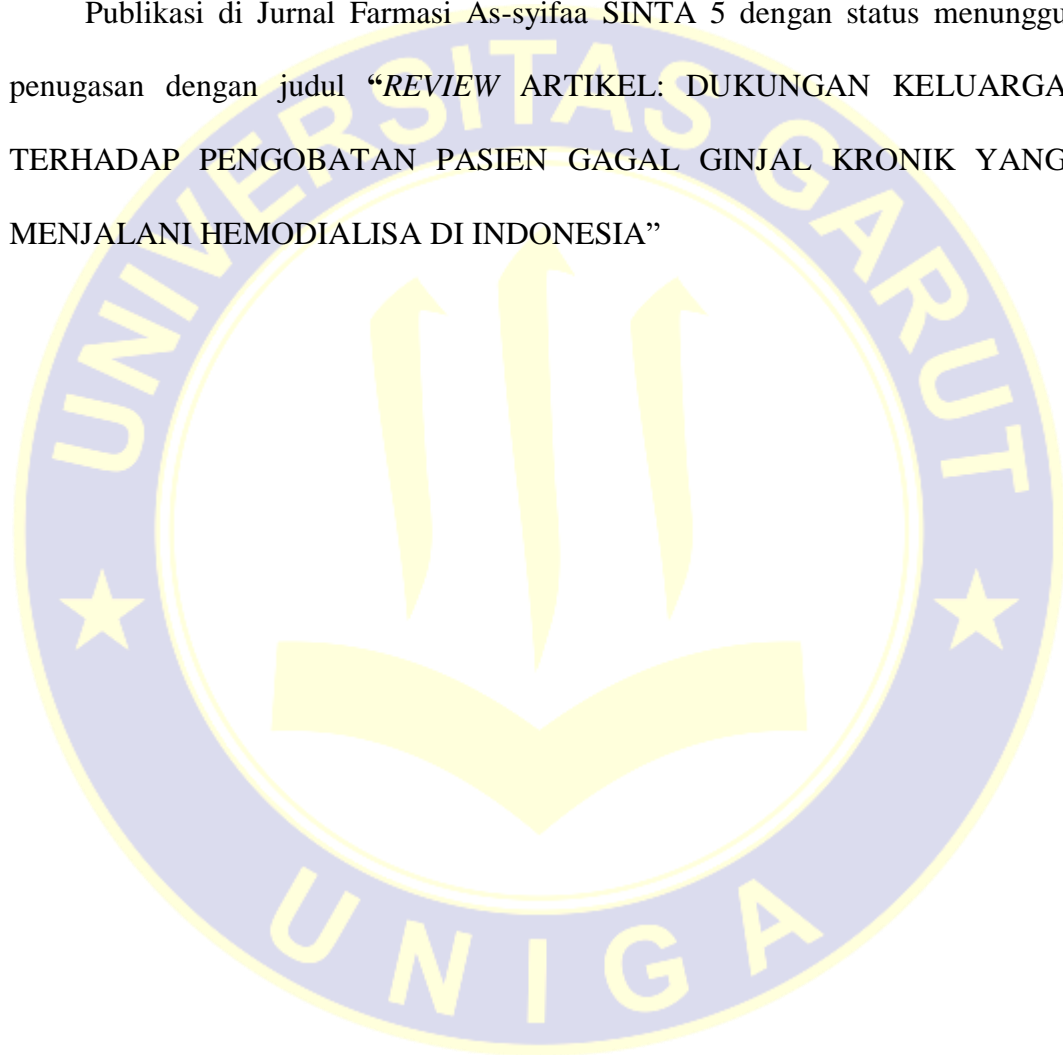 Publikasi di Jurnal Farmasi As-syifaa SINTA 5 dengan status menunggu
penugasan dengan judul “REVIEW ARTIKEL: DUKUNGAN KELUARGA
TERHADAP PENGOBATAN PASIEN GAGAL GINJAL KRONIK YANG
MENJALANI HEMODIALISA DI INDONESIA”
UNIVERSITAS GARUT
UNIGA